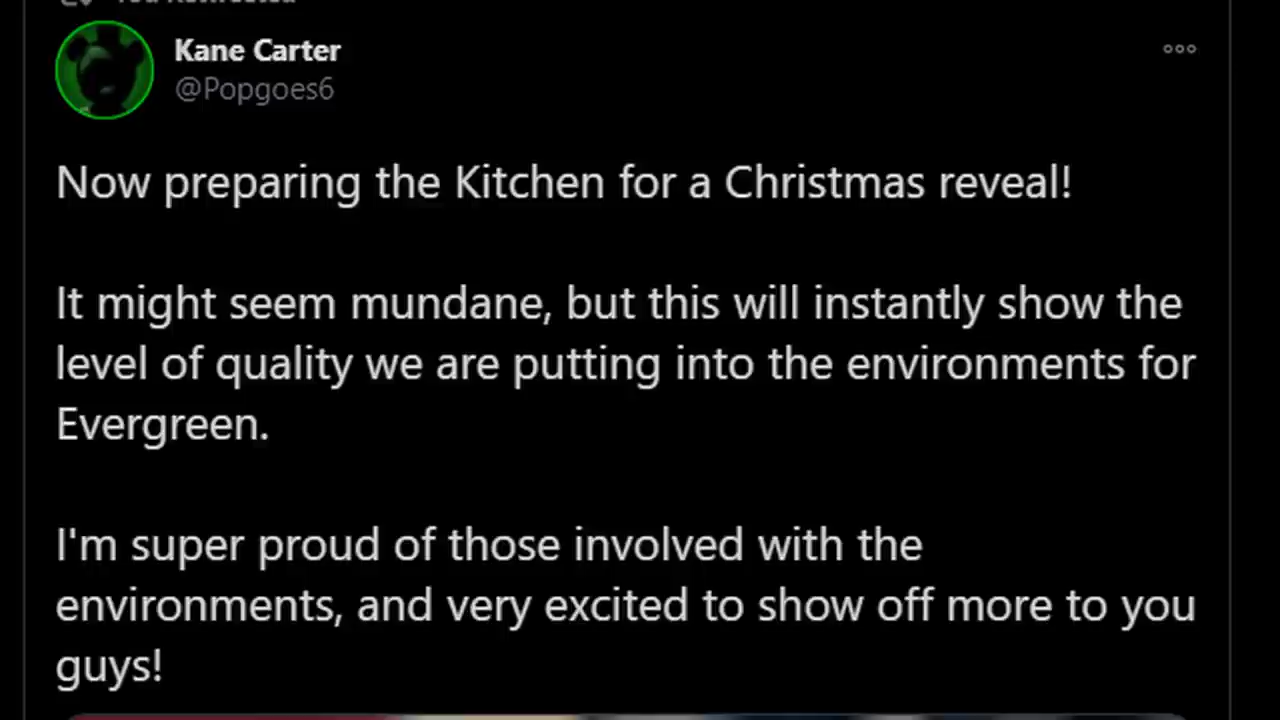 You Retweeted
Kane Carter
@Popgoes6
Now preparing the Kitchen for a Christmas reveal!
It might seem mundane, but this will instantly show the
level of quality we are putting into the environments for
Evergreen.
I'm super proud of those involved with the
environments, and very excited to show off more to you
guys!